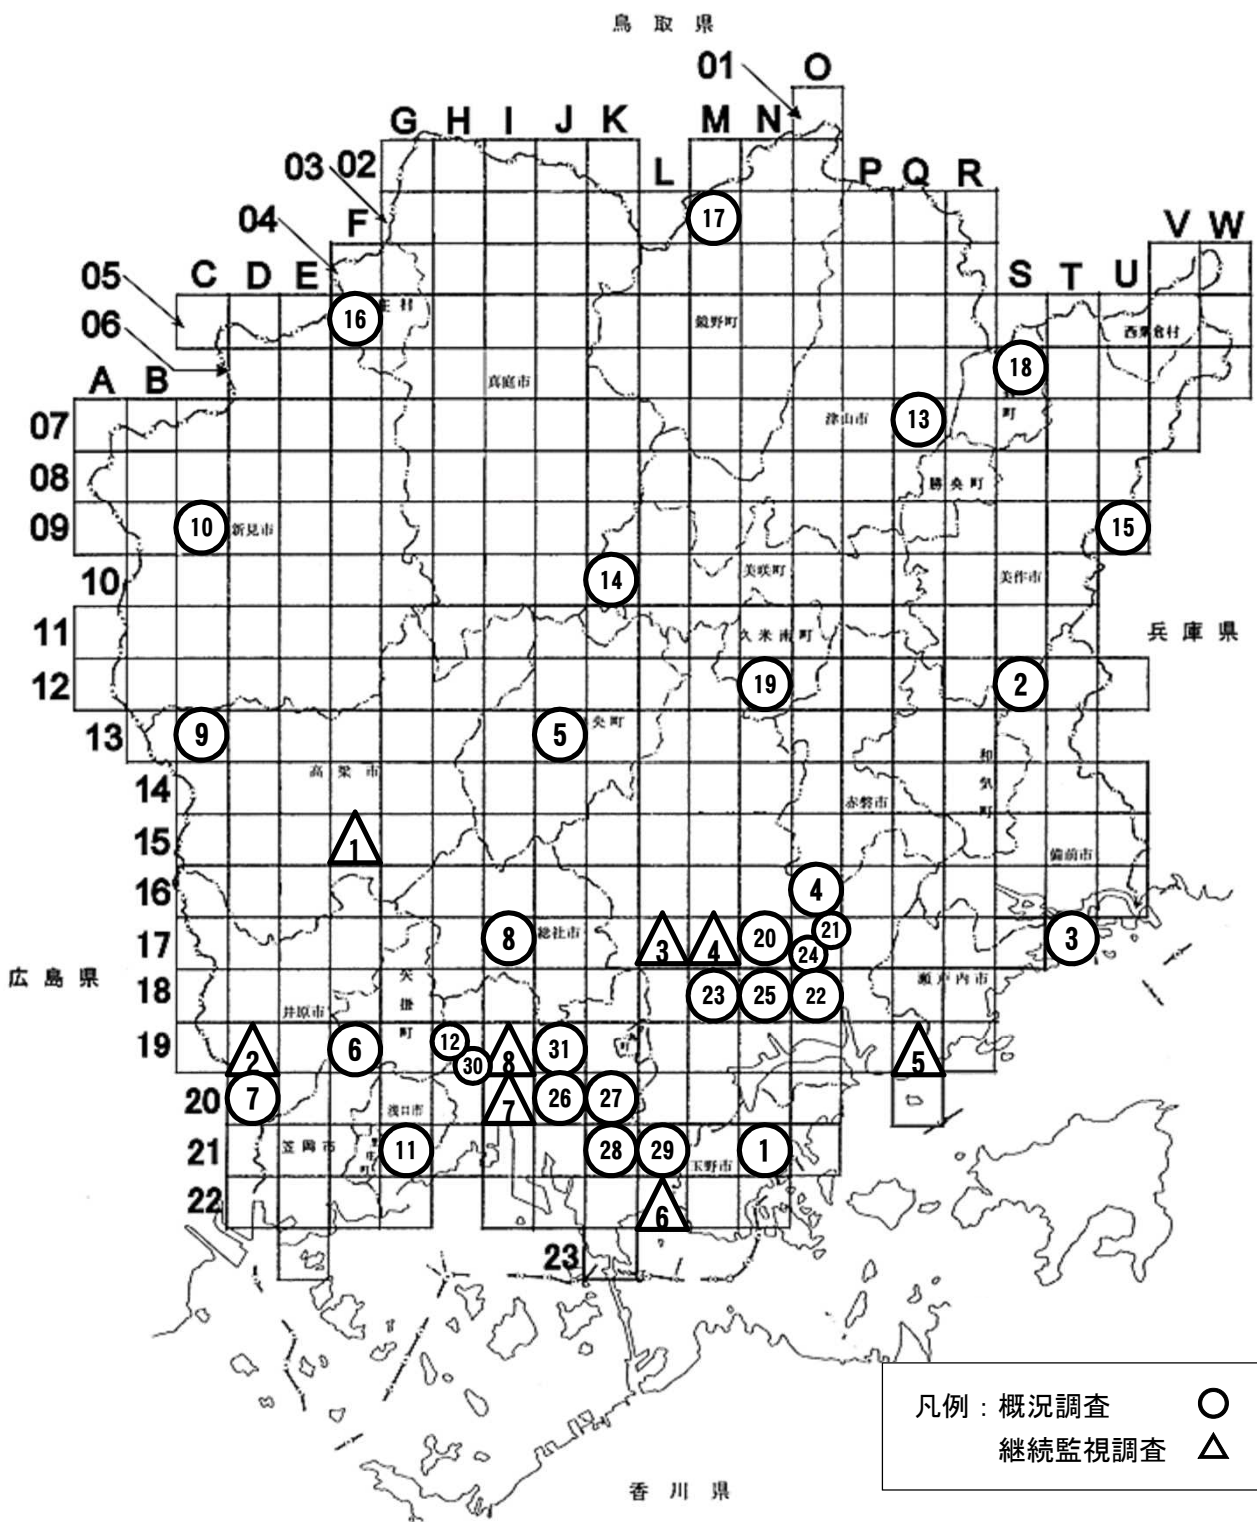 鳥取県
01
O
G H I J K
M N
03 02
L
P Q R
04
F
17
V W
05
C D E
S T U
06
16
庄村
鏡野町
西粟倉村
18
A B
真庭市
07
津山市
13
町
08
勝央町
09
10
新見市
15
10
14
美咲町
美作市
11
久米南町
兵庫県
12
19
2
13
9
5
央町
和気町
14
高梁市
赤磐市
15
1
備前市
16
4
17
8
総社市
3
4
20
21
24
3
広島県
矢掛町
18
23
25
22
瀬戸内市
井原市
19
2
6
12
30
8
31
町
5
20
7
浅口市
7
26
27
21
笠岡市
町
11
28
29
玉野市
1
22
6
23
凡例：概況調査 ○
継続監視調査 △
香川県